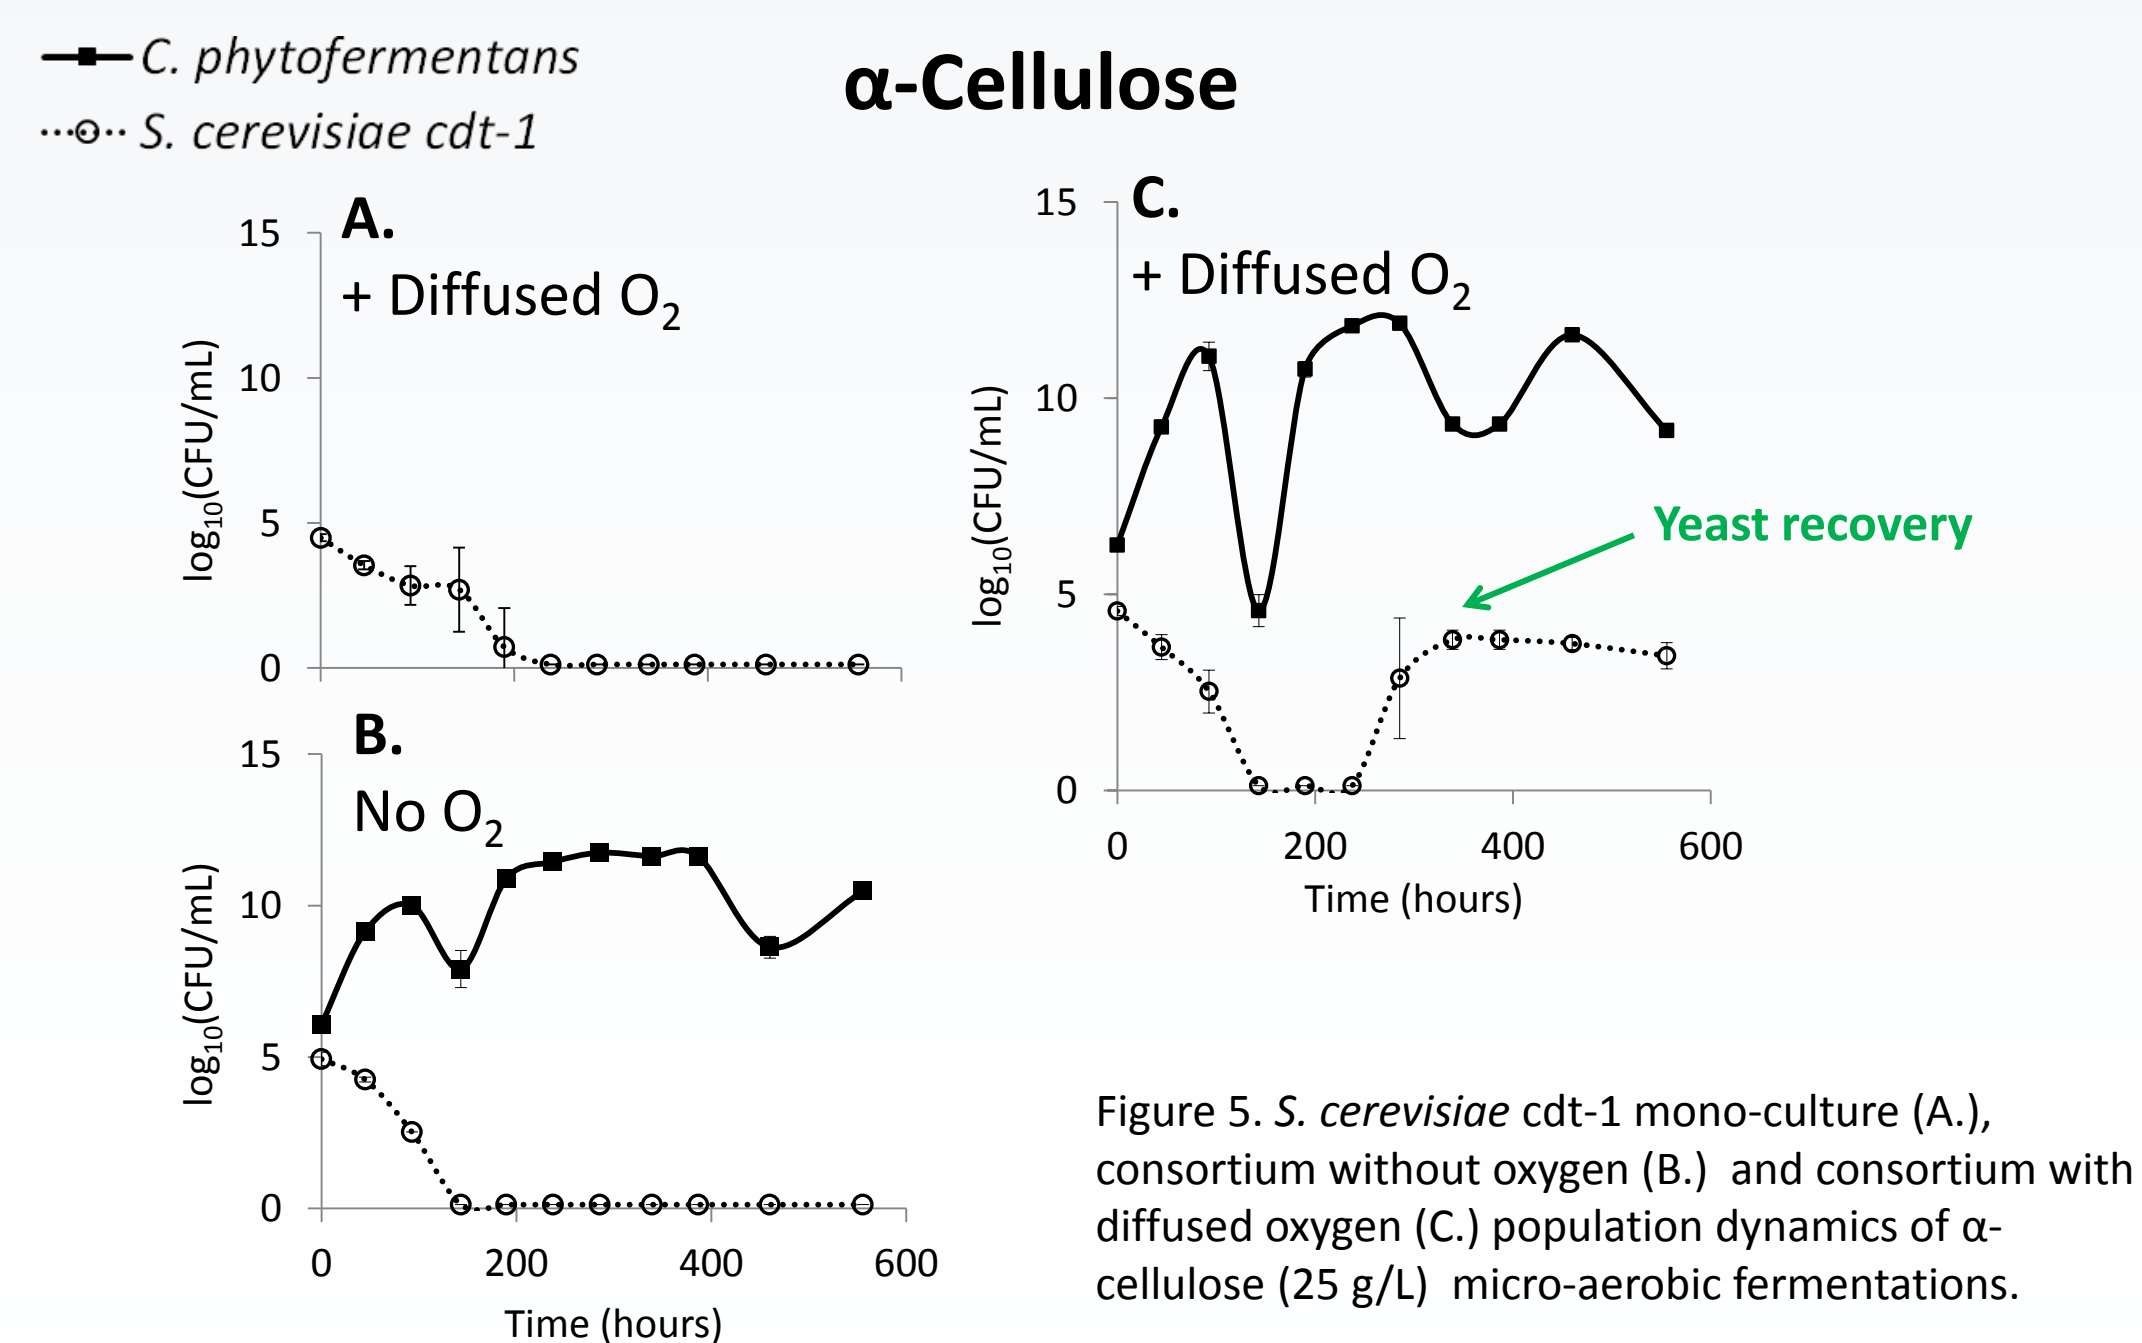 C. phytofermentans
S. cerevisiae cdt-1
α-Cellulose
A.
+ Diffused O2
15
10
5
0
log10(CFU/mL)
B.
No O2
15
10
5
0
log10(CFU/mL)
0 200 400 600
Time (hours)
C.
+ Diffused O2
15
10
5
0
log10(CFU/mL)
Yeast recovery
0 200 400 600
Time (hours)
Figure 5. S. cerevisiae cdt-1 mono-culture (A.),
consortium without oxygen (B.) and consortium with
diffused oxygen (C.) population dynamics of α-
cellulose (25 g/L) micro-aerobic fermentations.